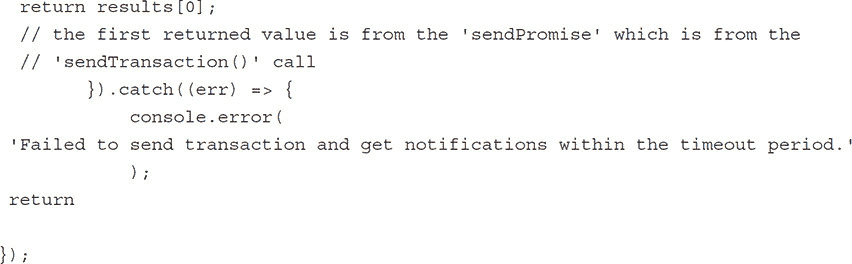 return results[0];
// the first returned value is from the 'sendPromise' which is from the
// 'sendTransaction()' call
}).catch((err) => {
console.error(
'Failed to send transaction and get notifications within the timeout period.'
);
return
});